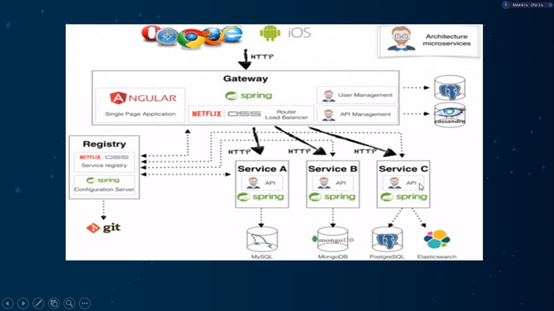 iOS
Architecture
microservices
HTTP
Gateway
ANGULAR
Single Page Application
spring
User Management
NETFLIX OSS Router
Load Balancer
API Management
cassandra
HTTP HTTP HTTP
Registry
NETFLIX OSS
Service registry
spring
Configuration Server
git
Service A Service B Service C
API API API
spring spring spring
MySQL
mongoDB
MongoDB
PostgreSQL
Elasticsearch